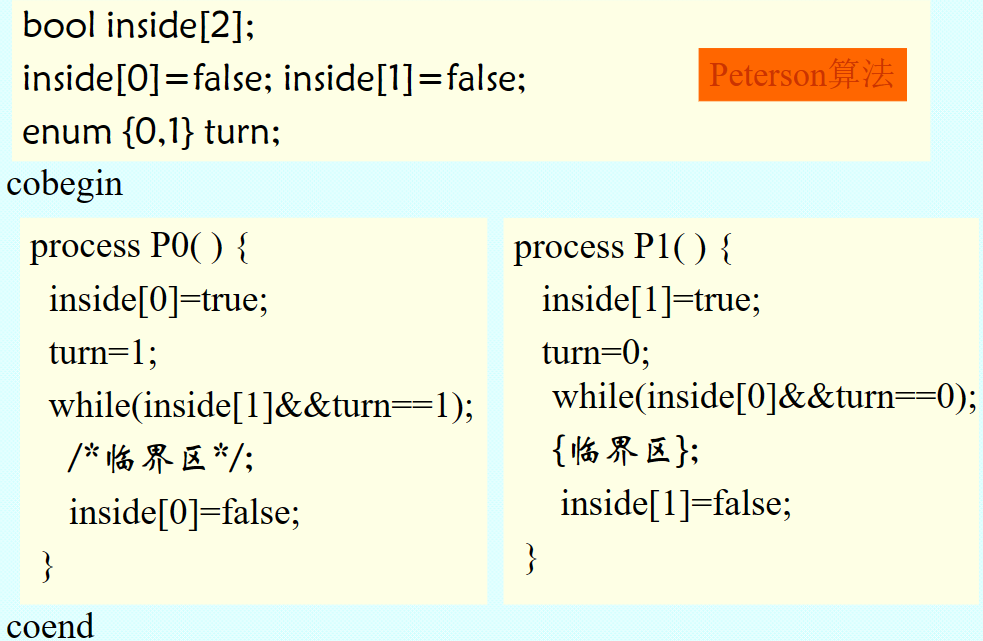 bool inside[2];
inside[0]=false; inside[1]=false;
enum {0,1} turn;
Peterson算法
cobegin
process P0( ) {
inside[0]=true;
turn=1;
while(inside[1]&&turn==1);
/*临界区*/;
inside[0]=false;
}
process P1( ) {
inside[1]=true;
turn=0;
while(inside[0]&&turn==0);
{临界区};
inside[1]=false;
}
coend